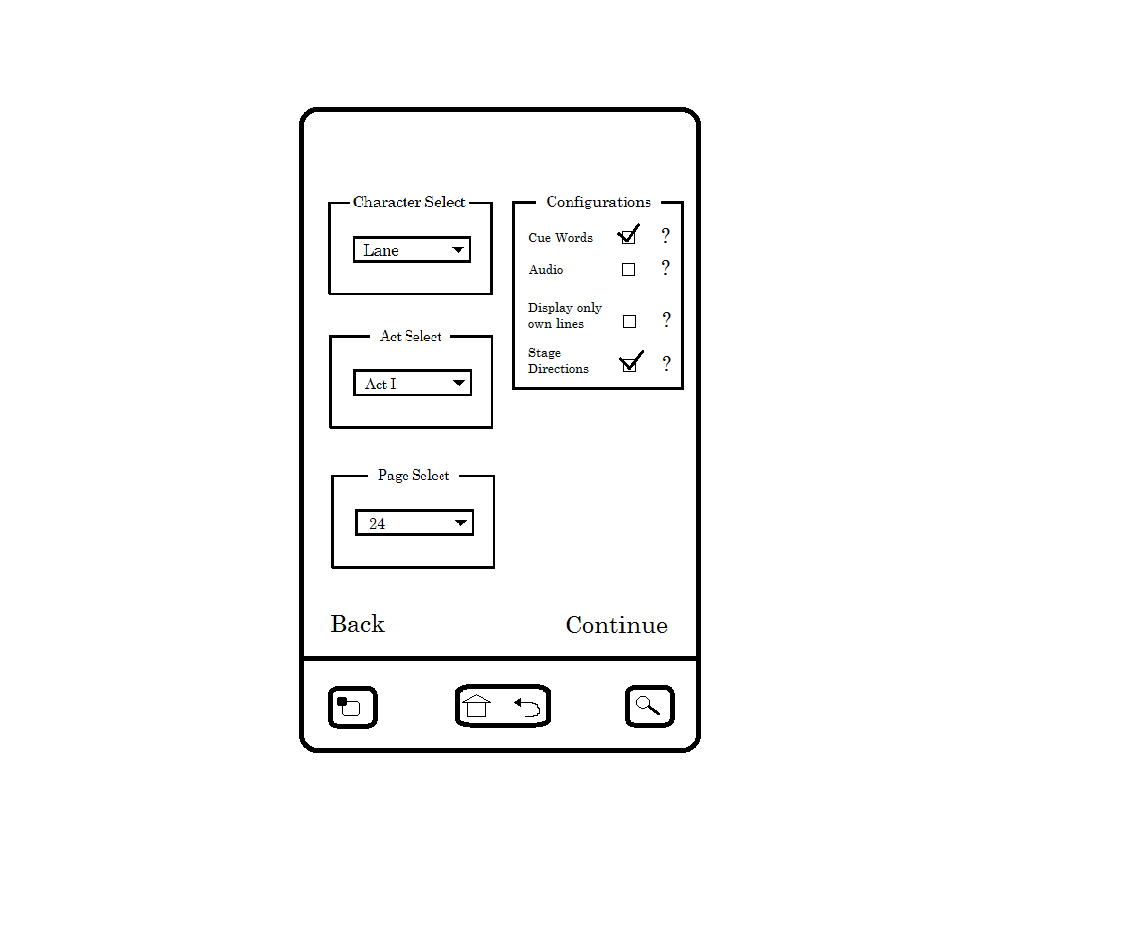 Character Select
Lane
Act Select
Act I
Page Select
24
Configurations
Cue Words ?
Audio ?
Display only
own lines ?
Stage
Directions ?
Back
Continue